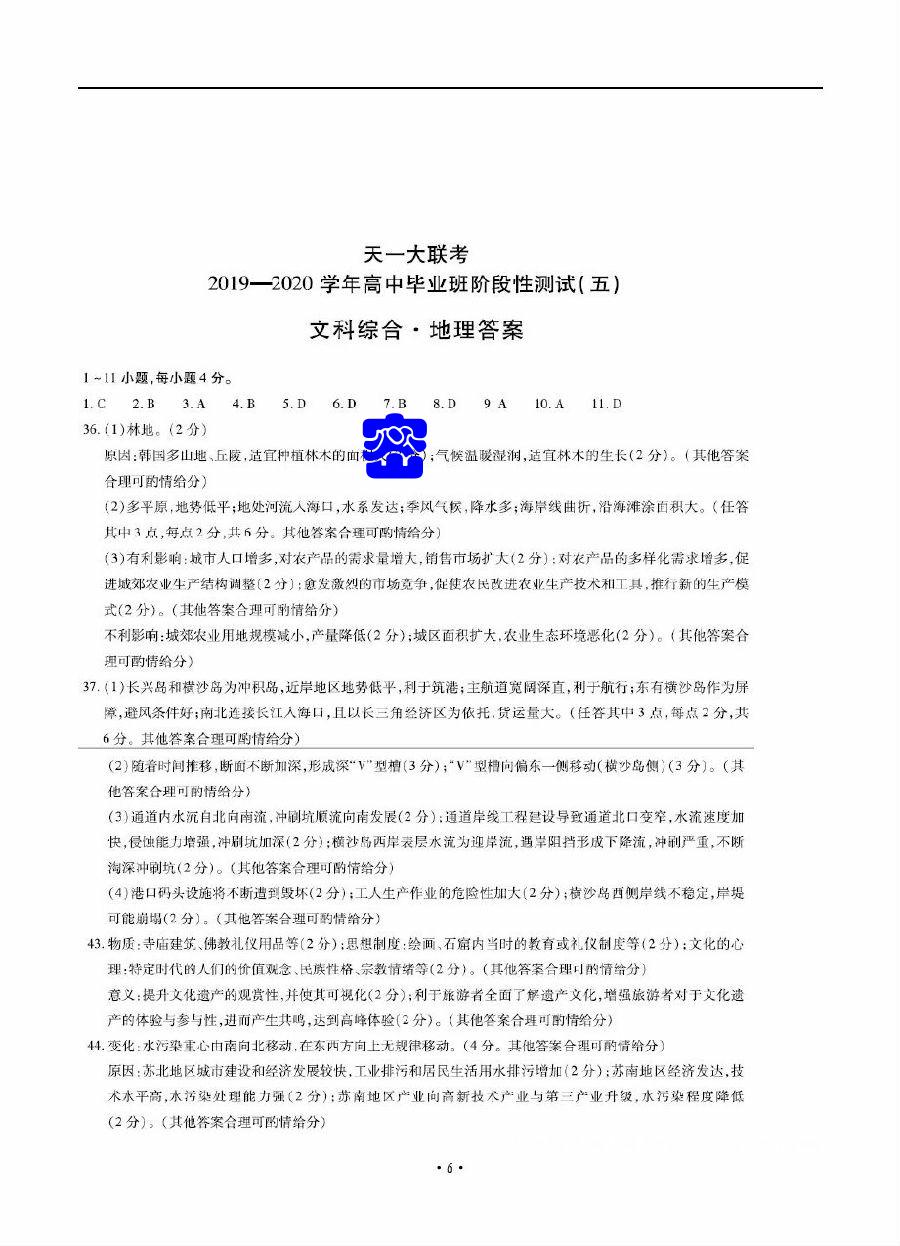 天一大联考
2019—2020 学年高中毕业班阶段性测试(五)
文科综合·地理答案
1~11 小题,每小题 4 分。
1. C 2. B 3. A 4. B 5. D 6. D 7. B 8. D 9 A 10. A 11. D
36. (1)林地。(2 分)
原因:韩国多山地、丘陵,适宜种植林木的面 ;气候温暖湿润,适宜林木的生长(2 分)。(其他答案
合理可酌情给分)
(2)多平原,地势低平;地处河流入海口,水系发达;季风气候,降水多;海岸线曲折,沿海滩涂面积大。(任答
其中 3 点,每点 2 分,共 6 分。其他答案合理可酌情给分)
(3)有利影响:城市人口增多,对农产品的需求量增大,销售市场扩大(2 分);对农产品的多样化需求增多,促
进城郊农业生产结构调整(2 分);愈发激烈的市场竞争,促使农民改进农业生产技术和工具,推行新的生产模
式(2 分)。(其他答案合理可酌情给分)
不利影响:城郊农业用地规模减小,产量降低(2 分);城区面积扩大,农业生态环境恶化(2 分)。(其他答案合
理可酌情给分)
37. (1)长兴岛和横沙岛为冲积岛,近岸地区地势低平,利于筑港;主航道宽阔深直,利于航行;东有横沙岛作为屏
障,避风条件好;南北连接长江入海口,且以长三角经济区为依托,货运量大。(任答其中 3 点,每点 2 分,共
6 分。其他答案合理可酌情给分)
(2)随着时间推移,断面不断加深,形成深“V”型槽(3 分);“V”型槽向偏东一侧移动(横沙岛侧)(3 分)。(其
他答案合理可酌情给分)
(3)通道内水流自北向南流,冲刷坑顺流向南发展(2 分);通道岸线工程建设导致通道北口变窄,水流速度加
快,侵蚀能力增强,冲刷坑加深(2 分);横沙岛西岸表层水流为迎岸流,遇岸阻挡形成下降流,冲刷严重,不断
淘深冲刷坑(2 分)。(其他答案合理可酌情给分)
(4)港口码头设施将不断遭到毁坏(2 分);工人生产作业的危险性加大(2 分);横沙岛西侧岸线不稳定,岸堤
可能崩塌(2 分)。(其他答案合理可酌情给分)
43. 物质:寺庙建筑、佛教礼仪用品等(2 分);思想制度:绘画、石窟内当时的教育或礼仪制度等(2 分);文化的心
理:特定时代的人们的价值观念、民族性格、宗教情绪等(2 分)。(其他答案合理可酌情给分)
意义:提升文化遗产的观赏性,并使其可视化(2 分);利于旅游者全面了解遗产文化,增强旅游者对于文化遗
产的体验与参与性,进而产生共鸣,达到高峰体验(2 分)。(其他答案合理可酌情给分)
44. 变化:水污染重心由南向北移动,在东西方向上无规律移动。(4 分。其他答案合理可酌情给分)
原因:苏北地区城市建设和经济发展较快,工业排污和居民生活用水排污增加(2 分);苏南地区经济发达,技
术水平高,水污染处理能力强(2 分);苏南地区产业向高新技术产业与第三产业升级,水污染程度降低
(2 分)。(其他答案合理可酌情给分)
· 6 ·